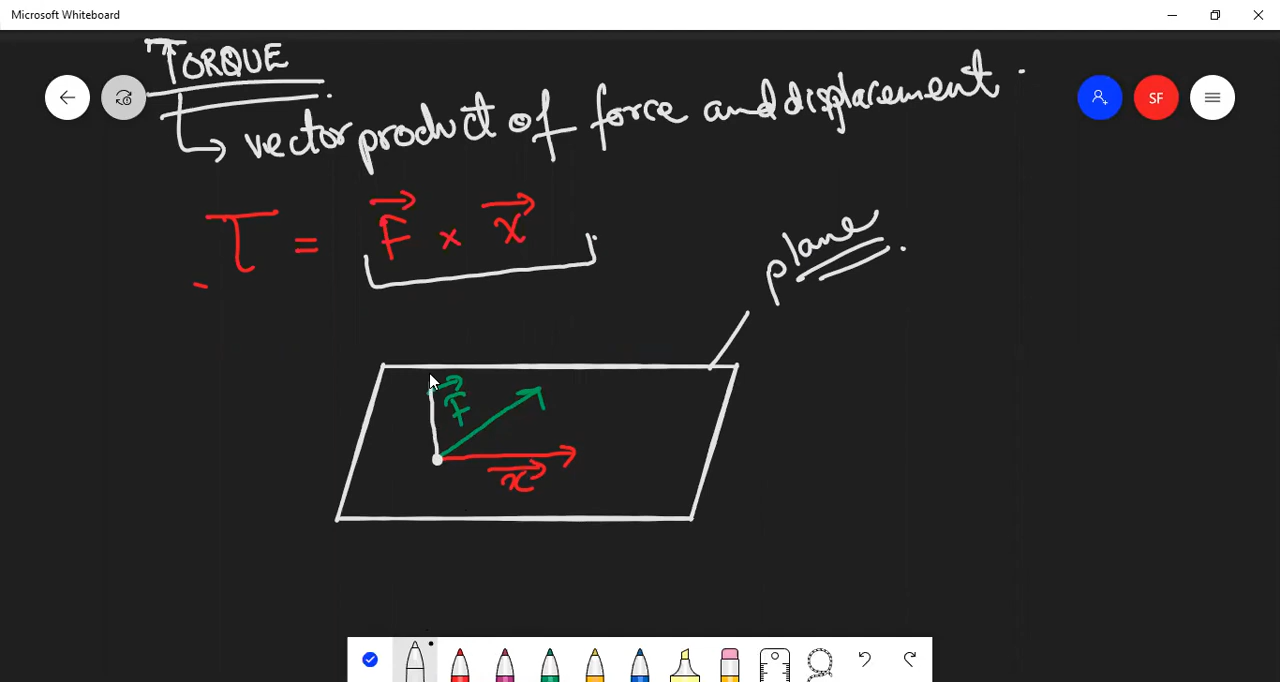 Microsoft Whiteboard
TORQUE
SF
vector product of force and displacement.
τ = F⃗ × x⃗
plane
F⃗
x⃗